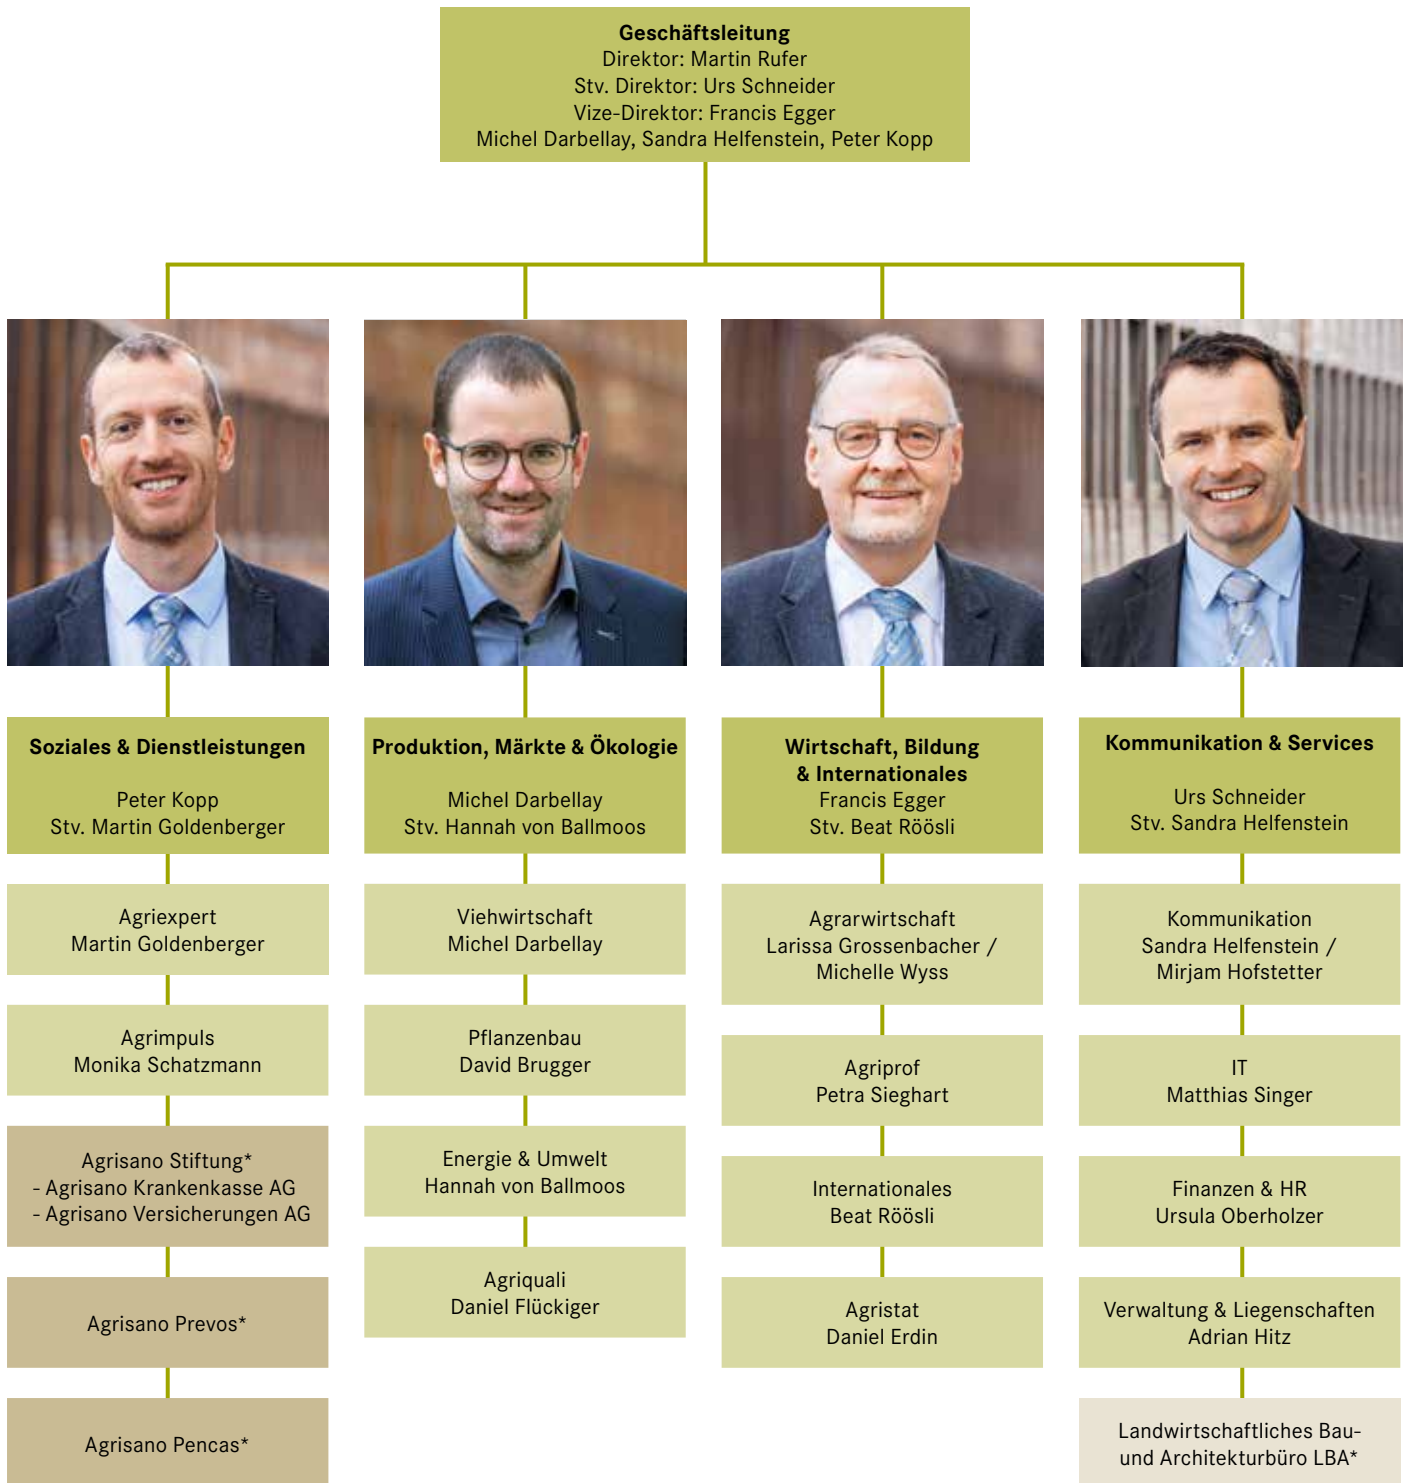 Geschäftsleitung
Direktor: Martin Rufer
Stv. Direktor: Urs Schneider
Vize-Direktor: Francis Egger
Michel Darbellay, Sandra Helfenstein, Peter Kopp
Soziales & Dienstleistungen
Peter Kopp
Stv. Martin Goldenberger
Agriexpert
Martin Goldenberger
Agrimpuls
Monika Schatzmann
Agrisano Stiftung*
- Agrisano Krankenkasse AG
- Agrisano Versicherungen AG
Agrisano Prevos*
Agrisano Pencas*
Produktion, Märkte & Ökologie
Michel Darbellay
Stv. Hannah von Ballmoos
Viehwirtschaft
Michel Darbellay
Pflanzenbau
David Brugger
Energie & Umwelt
Hannah von Ballmoos
Agriquali
Daniel Flückiger
Wirtschaft, Bildung
& Internationales
Francis Egger
Stv. Beat Röösli
Agrarwirtschaft
Larissa Grossenbacher /
Michelle Wyss
Agriprof
Petra Sieghart
Internationales
Beat Röösli
Agristat
Daniel Erdin
Kommunikation & Services
Urs Schneider
Stv. Sandra Helfenstein
Kommunikation
Sandra Helfenstein /
Mirjam Hofstetter
IT
Matthias Singer
Finanzen & HR
Ursula Oberholzer
Verwaltung & Liegenschaften
Adrian Hitz
Landwirtschaftliches Bau-
und Architekturbüro LBA*